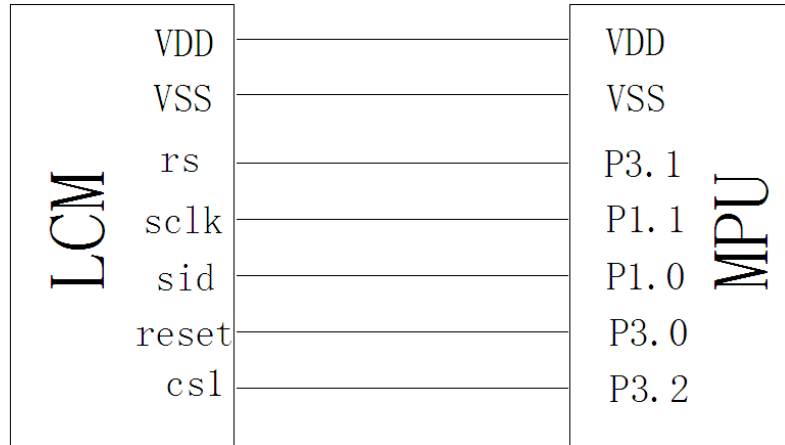 VDD VDD
VSS VSS
rs P3.1
sclk P1.1
sid P1.0
reset P3.0
csl P3.2
LCM
MPU